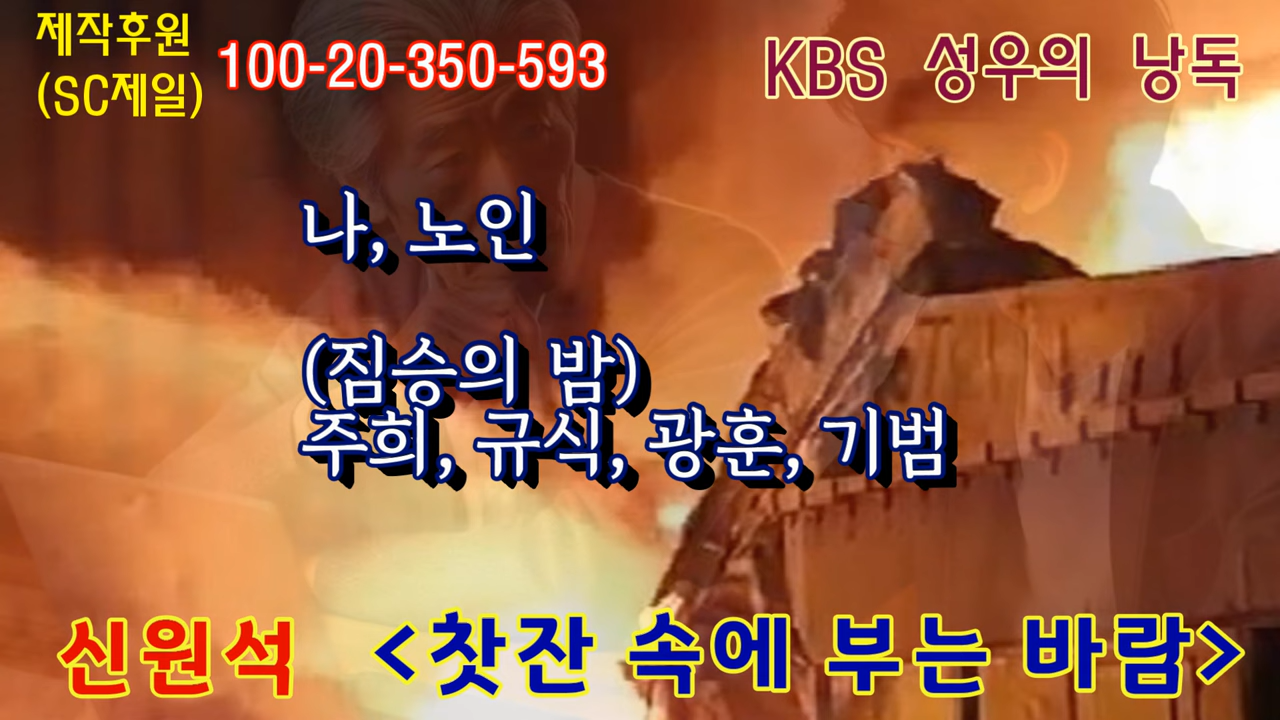 제작후원
(SC제일)
100-20-350-593
KBS 성우의 낭독
나, 노인
(짐승의 밤)
주희, 규식, 광훈, 기범
신원석 <찻잔 속에 부는 바람>